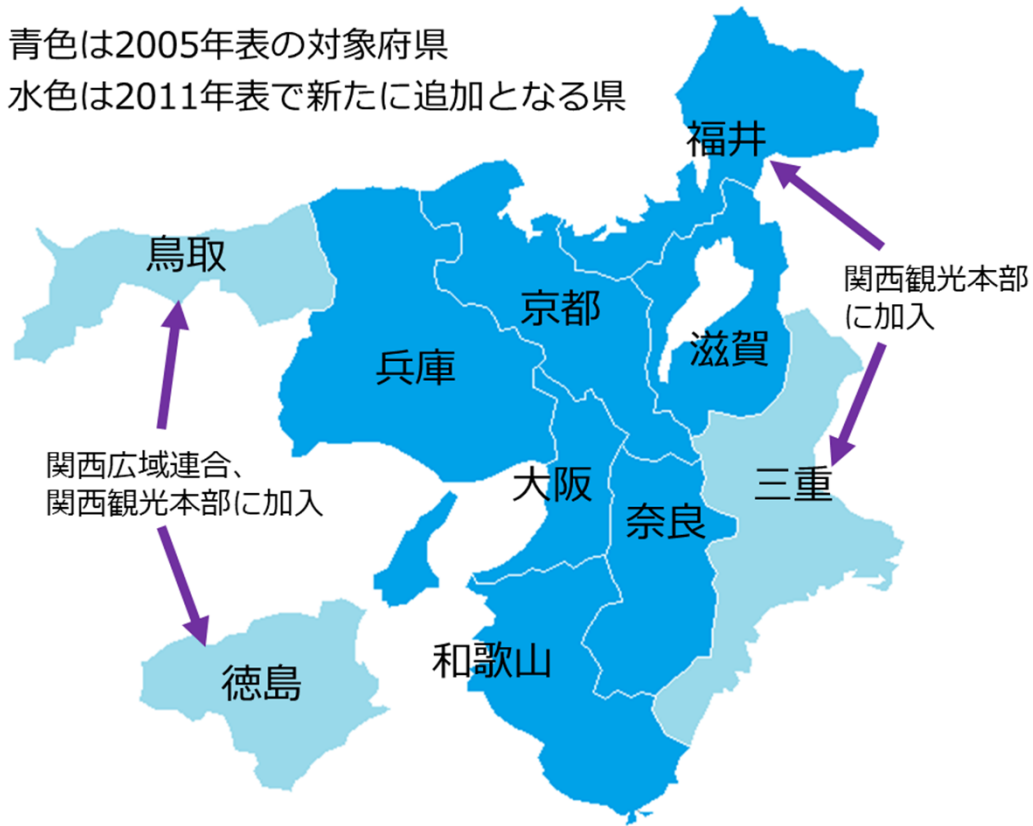 青色は2005年表の対象府県
水色は2011年表で新たに追加となる県
福井
鳥取
関西観光本部
に加入
京都
滋賀
兵庫
関西広域連合、
関西観光本部に加入
大阪
三重
奈良
和歌山
徳島